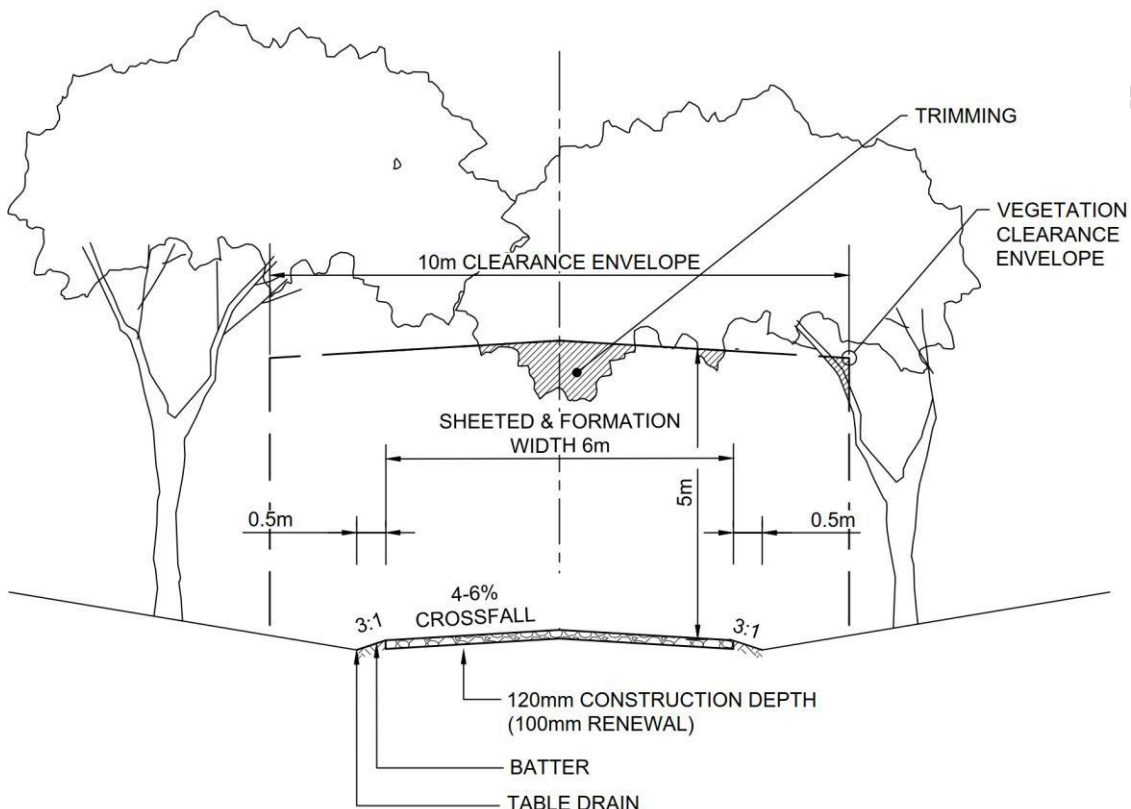 TRIMMING
VEGETATION
CLEARANCE
ENVELOPE
10m CLEARANCE ENVELOPE
SHEETED & FORMATION
WIDTH 6m
5m
0.5m
0.5m
4-6%
CROSSFALL
3:1
3:1
120mm CONSTRUCTION DEPTH
(100mm RENEWAL)
BATTER
TABLE DRAIN